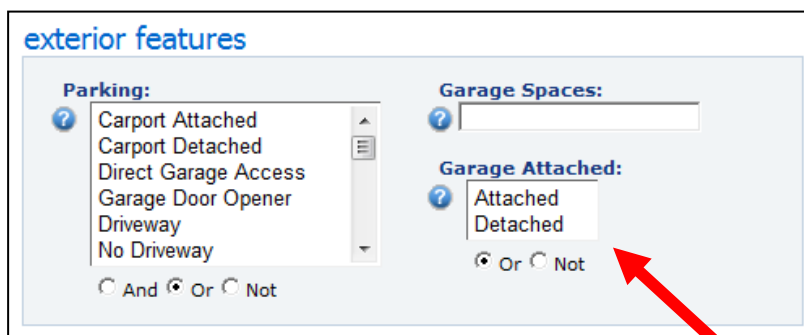 exterior features
Parking:
? Carport Attached
Carport Detached
Direct Garage Access
Garage Door Opener
Driveway
No Driveway
And Or Not
Garage Spaces:
?
Garage Attached:
? Attached
Detached
Or Not